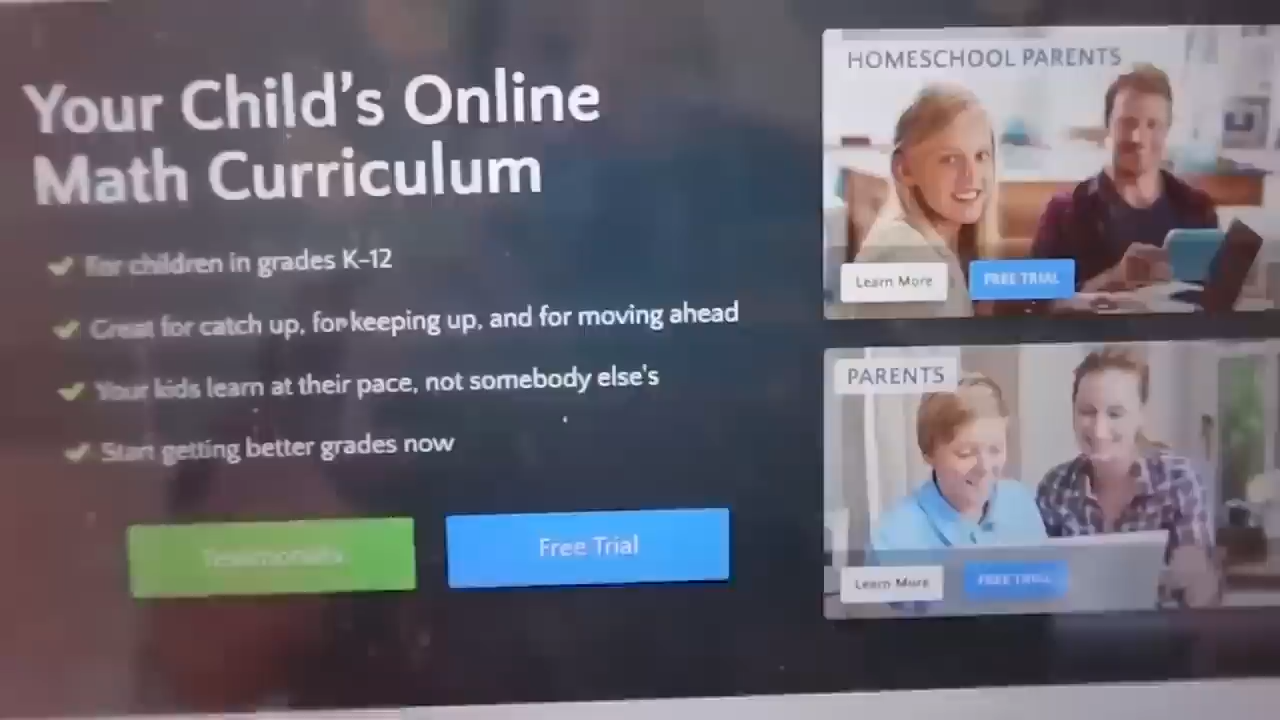 Your Child's Online
Math Curriculum
For children in grades K-12
Great for catch up, for keeping up, and for moving ahead
Your kids learn at their pace, not somebody else's
Start getting better grades now
Testimonials
Free Trial
HOMESCHOOL PARENTS
Learn More
FREE TRIAL
PARENTS
Learn More
FREE TRIAL